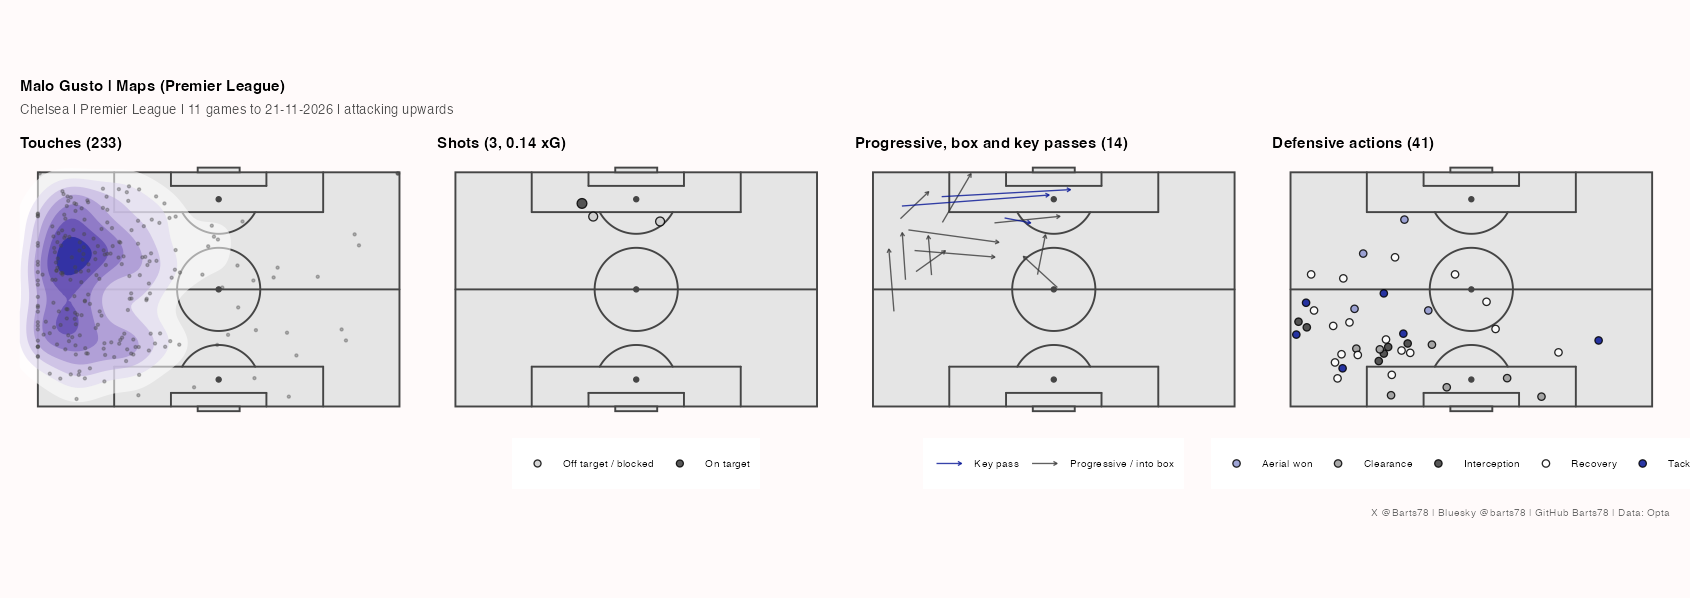 Malo Gusto | Maps (Premier League)
Chelsea | Premier League | 11 games to 21-11-2026 | attacking upwards
Touches (233)
Shots (3, 0.14 xG)
Progressive, box and key passes (14)
Defensive actions (41)
Off target / blocked
On target
Key pass
Progressive / into box
Aerial won
Clearance
Interception
Recovery
Tack
X @Barts78 | Bluesky @barts78 | GitHub Barts78 | Data: Opta